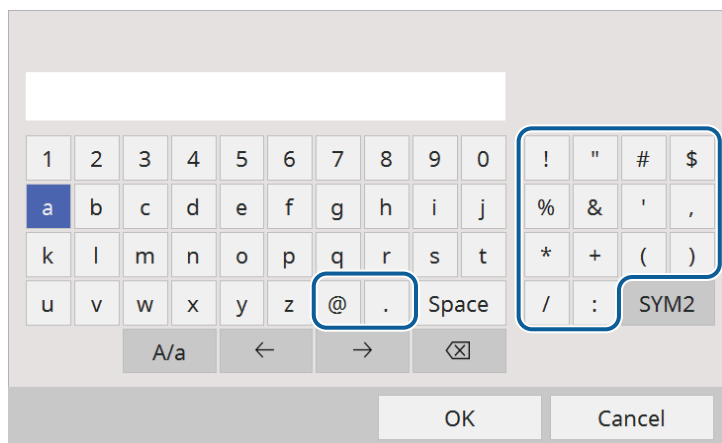 1 2 3 4 5 6 7 8 9 0 ! " # $
a b c d e f g h i j % & ' ,
k l m n o p q r s t * + ( )
u v w x y z @ . Space / : SYM2
A/a ← → ⌫
OK Cancel